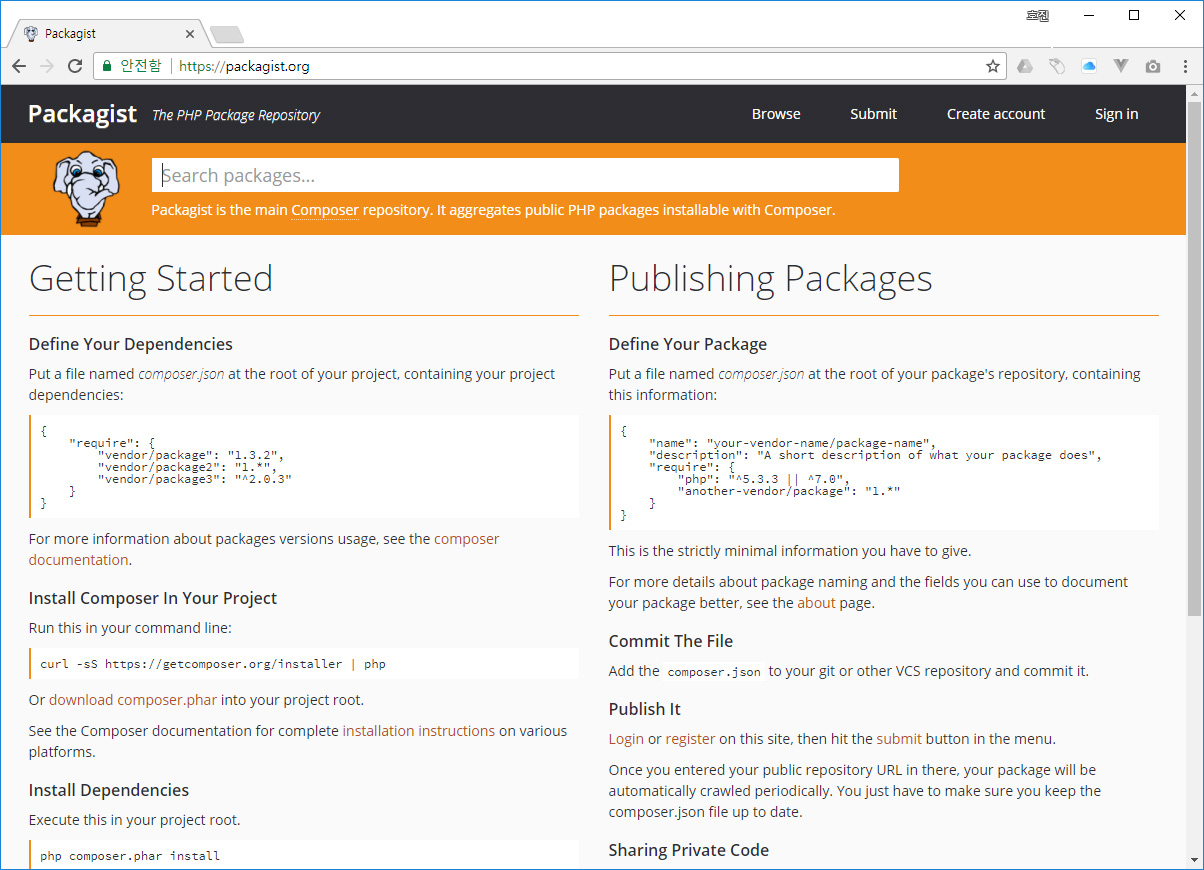 호젠
Packagist
안전함
https://packagist.org
Packagist The PHP Package Repository
Browse
Submit
Create account
Sign in
Search packages...
Packagist is the main Composer repository. It aggregates public PHP packages installable with Composer.
Getting Started
Define Your Dependencies
Put a file named composer.json at the root of your project, containing your project
dependencies:
{
"require": {
"vendor/package": "1.3.2",
"vendor/package2": "1.*",
"vendor/package3": "^2.0.3"
}
}
For more information about packages versions usage, see the composer
documentation.
Install Composer In Your Project
Run this in your command line:
curl -sS https://getcomposer.org/installer | php
Or download composer.phar into your project root.
See the Composer documentation for complete installation instructions on various
platforms.
Install Dependencies
Execute this in your project root.
php composer.phar install
Publishing Packages
Define Your Package
Put a file named composer.json at the root of your package's repository, containing
this information:
{
"name": "your-vendor-name/package-name",
"description": "A short description of what your package does",
"require": {
"php": "^5.3.3 || ^7.0",
"another-vendor/package": "1.*"
}
}
This is the strictly minimal information you have to give.
For more details about package naming and the fields you can use to document
your package better, see the about page.
Commit The File
Add the composer.json to your git or other VCS repository and commit it.
Publish It
Login or register on this site, then hit the submit button in the menu.
Once you entered your public repository URL in there, your package will be
automatically crawled periodically. You just have to make sure you keep the
composer.json file up to date.
Sharing Private Code